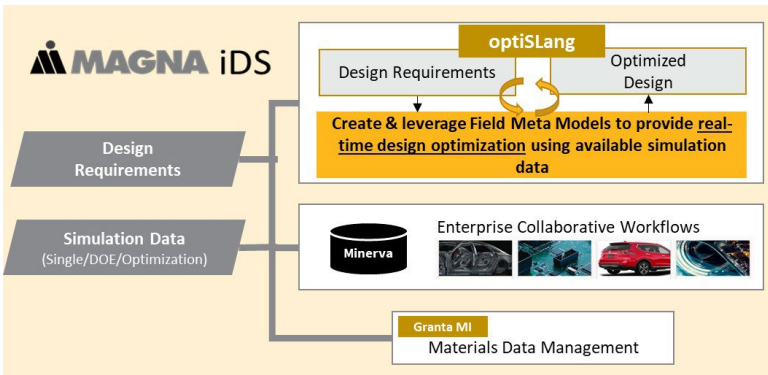 MAGNA iDS
optiSLang
Design Requirements
Optimized
Design
Create & leverage Field Meta Models to provide real-
time design optimization using available simulation
data
Design
Requirements
Simulation Data
(Single/DOE/Optimization)
Minerva
Enterprise Collaborative Workflows
Granta MI
Materials Data Management